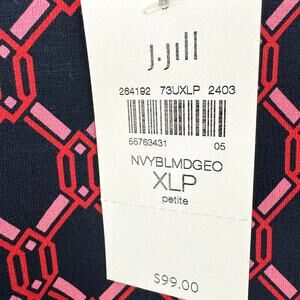 J.Jill
264192 73UXLP 2403
55763431 05
NVYBLMDGEO
XLP
petite
$99.00